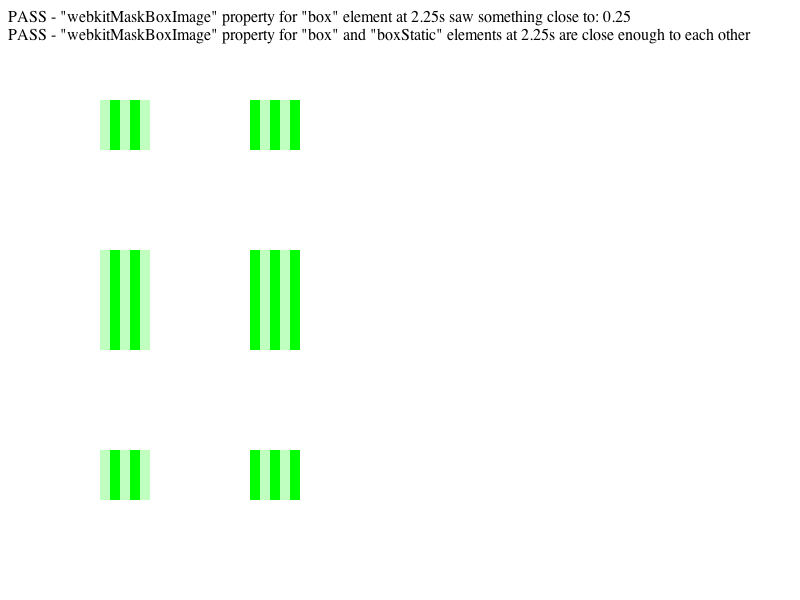 PASS - "webkitMaskBoxImage" property for "box" element at 2.25s saw something close to: 0.25
PASS - "webkitMaskBoxImage" property for "box" and "boxStatic" elements at 2.25s are close enough to each other